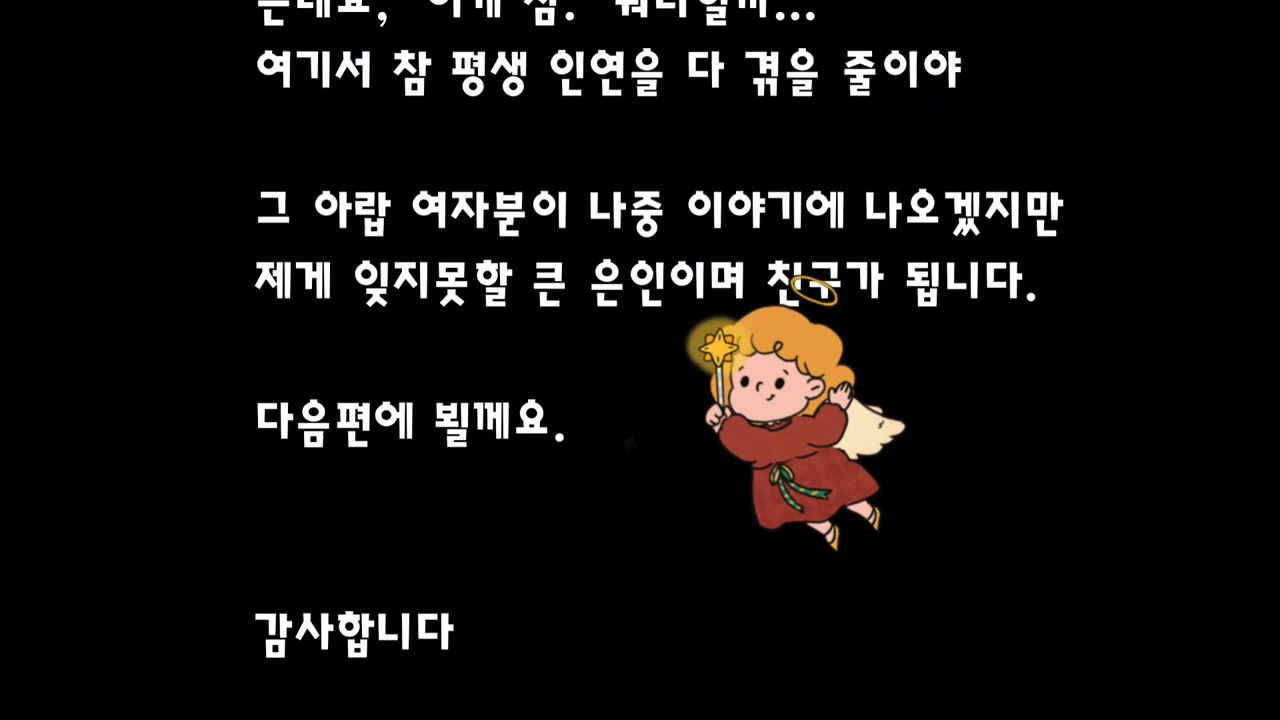 여기서 참 평생 인연을 다 겪을 줄이야
그 아랍 여자분이 나중 이야기에 나오겠지만
제게 잊지못할 큰 은인이며 친구가 됩니다.
다음편에 뵐께요.
감사합니다